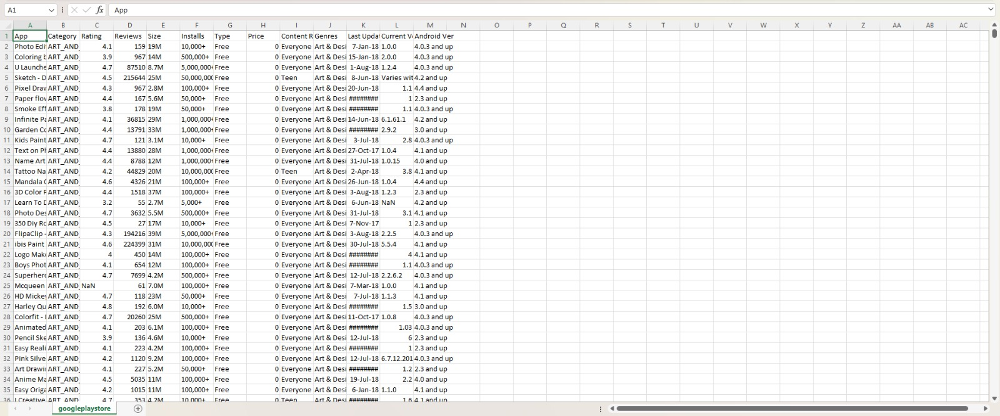 A1 fx App
A B C D E F G H I J K L M N O P Q R S T U V W X Y Z AA AB AC
1 App Category Rating Reviews Size Installs Type Price Content R Genres Last Updat Current Ve Android Ver
2 Photo Edit ART_AND_ 4.1 159 19M 10,000+ Free 0 Everyone Art & Desi 7-Jan-18 1.0.0 4.0.3 and up
3 Coloring b ART_AND_ 3.9 967 14M 500,000+ Free 0 Everyone Art & Desi 15-Jan-18 2.0.0 4.0.3 and up
4 U Launche ART_AND_ 4.7 87510 8.7M 5,000,000+ Free 0 Everyone Art & Desi 1-Aug-18 1.2.4 4.0.3 and up
5 Sketch - D ART_AND_ 4.5 215644 25M 50,000,000 Free 0 Teen Art & Desi 8-Jun-18 Varies wit 4.2 and up
6 Pixel Draw ART_AND_ 4.3 967 2.8M 100,000+ Free 0 Everyone Art & Desi 20-Jun-18 1.1 4.4 and up
7 Paper flow ART_AND_ 4.4 167 5.6M 50,000+ Free 0 Everyone Art & Desi ######## 1 2.3 and up
8 Smoke Eff ART_AND_ 3.8 178 19M 50,000+ Free 0 Everyone Art & Desi ######## 1.1 4.0.3 and up
9 Infinite Pa ART_AND_ 4.1 36815 29M 1,000,000+ Free 0 Everyone Art & Desi 14-Jun-18 6.1.61.1 4.2 and up
10 Garden Co ART_AND_ 4.4 13791 33M 1,000,000+ Free 0 Everyone Art & Desi ######## 2.9.2 3.0 and up
11 Kids Paint ART_AND_ 4.7 121 3.1M 10,000+ Free 0 Everyone Art & Desi 3-Jul-18 2.8 4.0.3 and up
12 Text on Ph ART_AND_ 4.4 13880 28M 1,000,000+ Free 0 Everyone Art & Desi 27-Oct-17 1.0.4 4.1 and up
13 Name Art ART_AND_ 4.4 8788 12M 1,000,000+ Free 0 Everyone Art & Desi 31-Jul-18 1.0.15 4.0 and up
14 Tattoo Na ART_AND_ 4.2 44829 20M 10,000,000 Free 0 Teen Art & Desi 2-Apr-18 3.8 4.1 and up
15 Mandala C ART_AND_ 4.6 4326 21M 100,000+ Free 0 Everyone Art & Desi 26-Jun-18 1.0.4 4.4 and up
16 3D Color P ART_AND_ 4.4 1518 37M 100,000+ Free 0 Everyone Art & Desi 3-Aug-18 1.2.3 2.3 and up
17 Learn To D ART_AND_ 3.2 55 2.7M 5,000+ Free 0 Everyone Art & Desi 6-Jun-18 NaN 4.2 and up
18 Photo Des ART_AND_ 4.7 3632 5.5M 500,000+ Free 0 Everyone Art & Desi 31-Jul-18 3.1 4.1 and up
19 350 Diy Ro ART_AND_ 4.5 27 17M 10,000+ Free 0 Everyone Art & Desi 7-Nov-17 1 2.3 and up
20 FlipaClip - ART_AND_ 4.3 194216 39M 5,000,000+ Free 0 Everyone Art & Desi 3-Aug-18 2.2.5 4.0.3 and up
21 ibis Paint ART_AND_ 4.6 224399 31M 10,000,000 Free 0 Everyone Art & Desi 30-Jul-18 5.5.4 4.1 and up
22 Logo Make ART_AND_ 4 450 14M 100,000+ Free 0 Everyone Art & Desi ######## 4 4.1 and up
23 Boys Phot ART_AND_ 4.1 654 12M 100,000+ Free 0 Everyone Art & Desi ######## 1.1 4.0.3 and up
24 Superhero ART_AND_ 4.7 7699 4.2M 500,000+ Free 0 Everyone Art & Desi 12-Jul-18 2.2.6.2 4.0.3 and up
25 Mcqueen ART_AND_ NaN 61 7.0M 100,000+ Free 0 Everyone Art & Desi 7-Mar-18 1.0.0 4.1 and up
26 HD Mickey ART_AND_ 4.7 118 23M 50,000+ Free 0 Everyone Art & Desi 7-Jul-18 1.1.3 4.1 and up
27 Harley Qu ART_AND_ 4.8 192 6.0M 10,000+ Free 0 Everyone Art & Desi ######## 1.5 3.0 and up
28 Colorfit - D ART_AND_ 4.7 20260 25M 500,000+ Free 0 Everyone Art & Desi 11-Oct-17 1.0.8 4.0.3 and up
29 Animated ART_AND_ 4.1 203 6.1M 100,000+ Free 0 Everyone Art & Desi ######## 1.03 4.0.3 and up
30 Pencil Ske ART_AND_ 3.9 136 4.6M 10,000+ Free 0 Everyone Art & Desi 12-Jul-18 6 2.3 and up
31 Easy Reali ART_AND_ 4.1 223 4.2M 100,000+ Free 0 Everyone Art & Desi ######## 1 2.3 and up
32 Pink Silve ART_AND_ 4.2 1120 9.2M 100,000+ Free 0 Everyone Art & Desi 12-Jul-18 6.7.12.201 4.0.3 and up
33 Art Drawin ART_AND_ 4.1 227 5.2M 50,000+ Free 0 Everyone Art & Desi ######## 1.2 2.3 and up
34 Anime Ma ART_AND_ 4.5 5035 11M 100,000+ Free 0 Everyone Art & Desi 19-Jul-18 2.2 4.0 and up
35 Easy Origa ART_AND_ 4.2 1015 11M 100,000+ Free 0 Everyone Art & Desi 6-Jan-18 1.1.0 4.1 and up
36 I Creative ART_AND_ 4.7 353 4.2M 10,000+ Free 0 Teen Art & Desi ######## 1.6 4.1 and up
googleplaystore